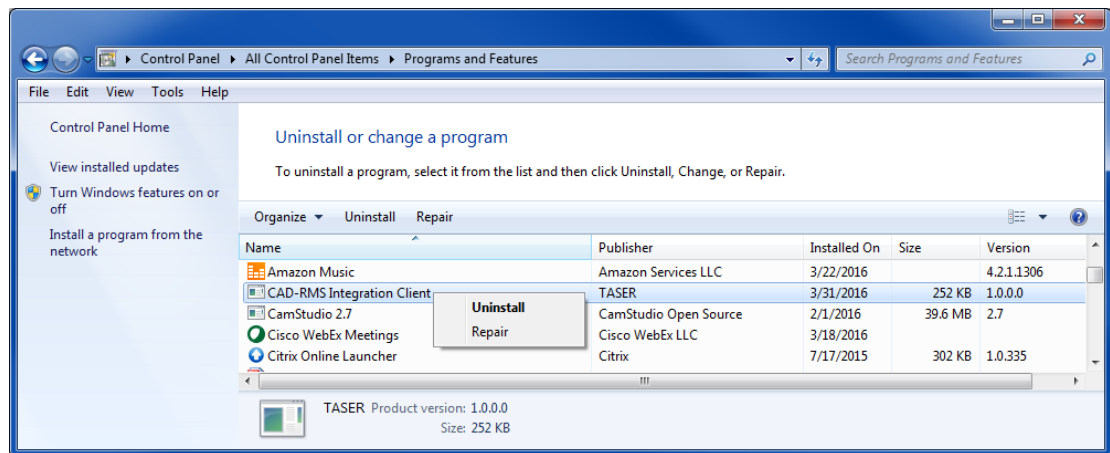 Control Panel All Control Panel Items Programs and Features Search Programs and Features
File Edit View Tools Help
Control Panel Home
View installed updates
Turn Windows features on or
off
Install a program from the
network
Uninstall or change a program
To uninstall a program, select it from the list and then click Uninstall, Change, or Repair.
Organize Uninstall Repair
Name Publisher Installed On Size Version
Amazon Music Amazon Services LLC 3/22/2016 4.2.1.1306
CAD-RMS Integration Client TASER 3/31/2016 252 KB 1.0.0.0
CamStudio 2.7 CamStudio Open Source 2/1/2016 39.6 MB 2.7
Cisco WebEx Meetings Cisco WebEx LLC 3/18/2016
Citrix Online Launcher Citrix 7/17/2015 302 KB 1.0.335
Uninstall
Repair
TASER Product version: 1.0.0.0
Size: 252 KB